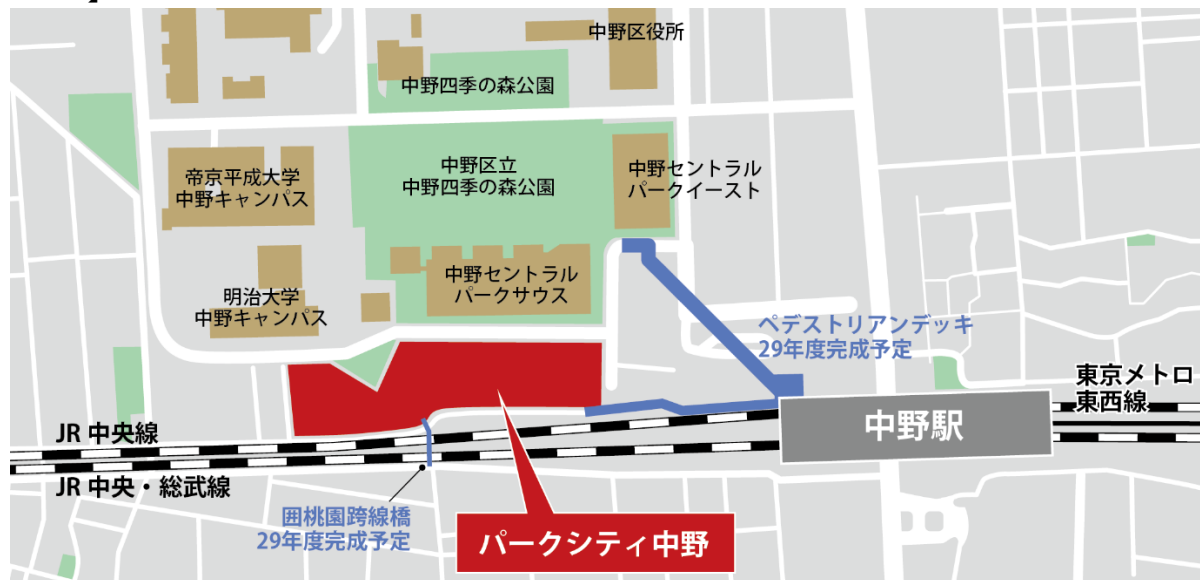 中野区役所
中野四季の森公園
帝京平成大学
中野キャンパス
中野区立
中野四季の森公園
中野セントラル
パークイースト
明治大学
中野キャンパス
中野セントラル
パークサウス
ペデストリアンデッキ
29年度完成予定
東京メトロ
東西線
中野駅
JR 中央線
JR 中央・総武線
囲桃園跨線橋
29年度完成予定
パークシティ中野